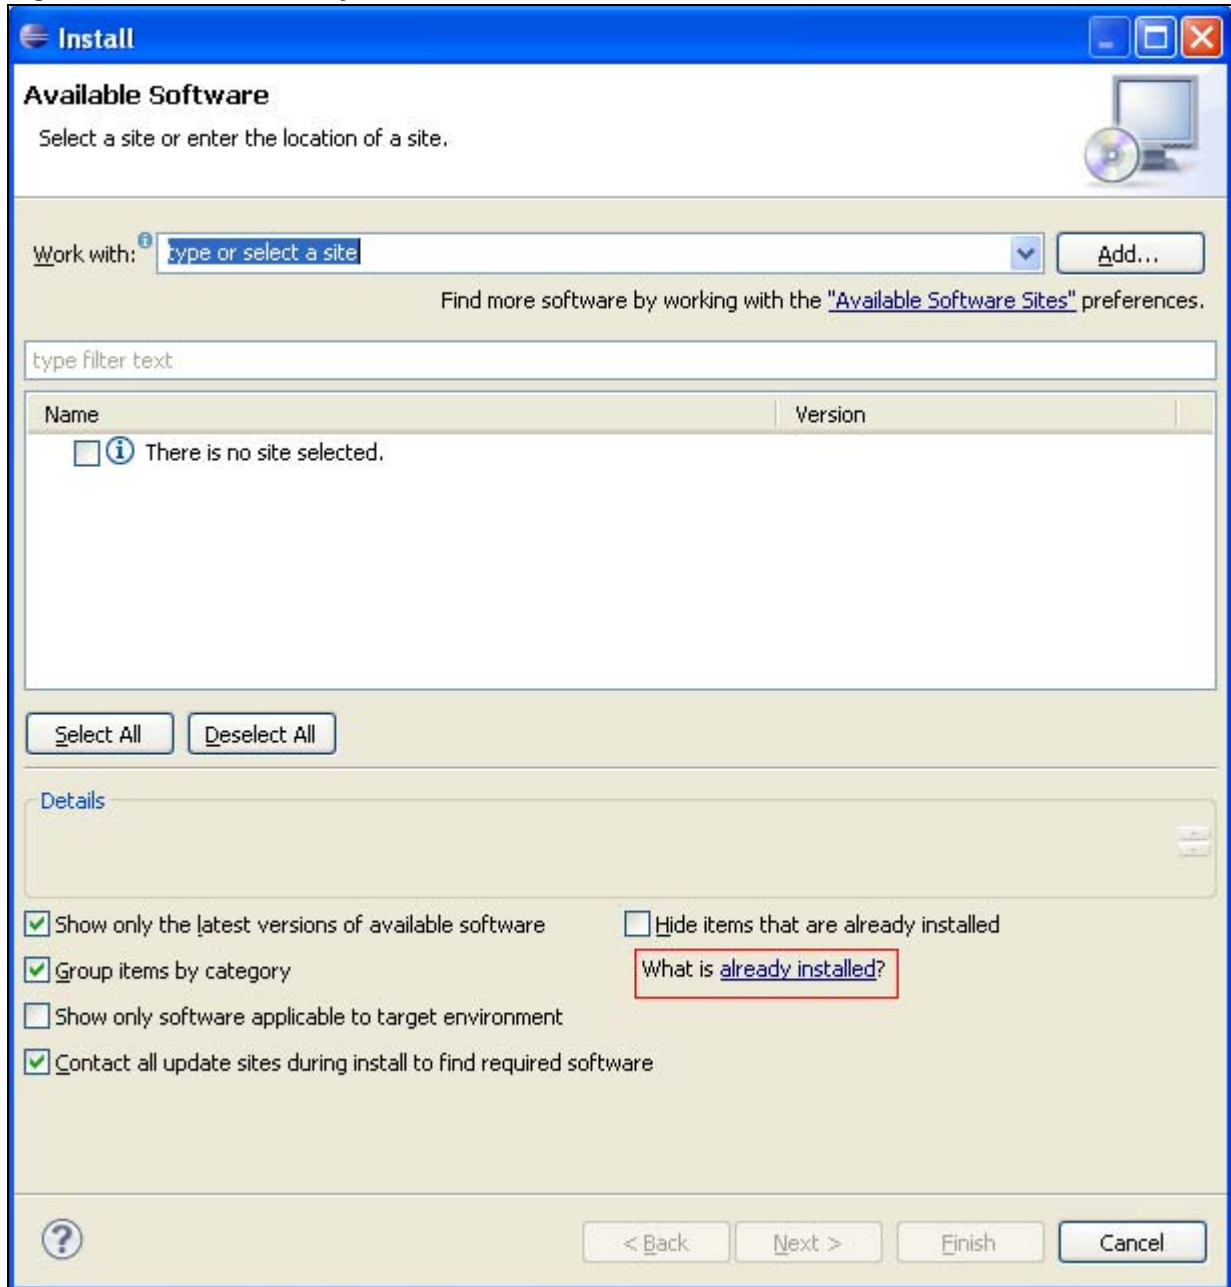 Install
Available Software
Select a site or enter the location of a site.
Work with: type or select a site Add...
Find more software by working with the "Available Software Sites" preferences.
type filter text
Name Version
There is no site selected.
Select All Deselect All
Details
Show only the latest versions of available software Hide items that are already installed
Group items by category What is already installed?
Show only software applicable to target environment
Contact all update sites during install to find required software
< Back Next > Finish Cancel